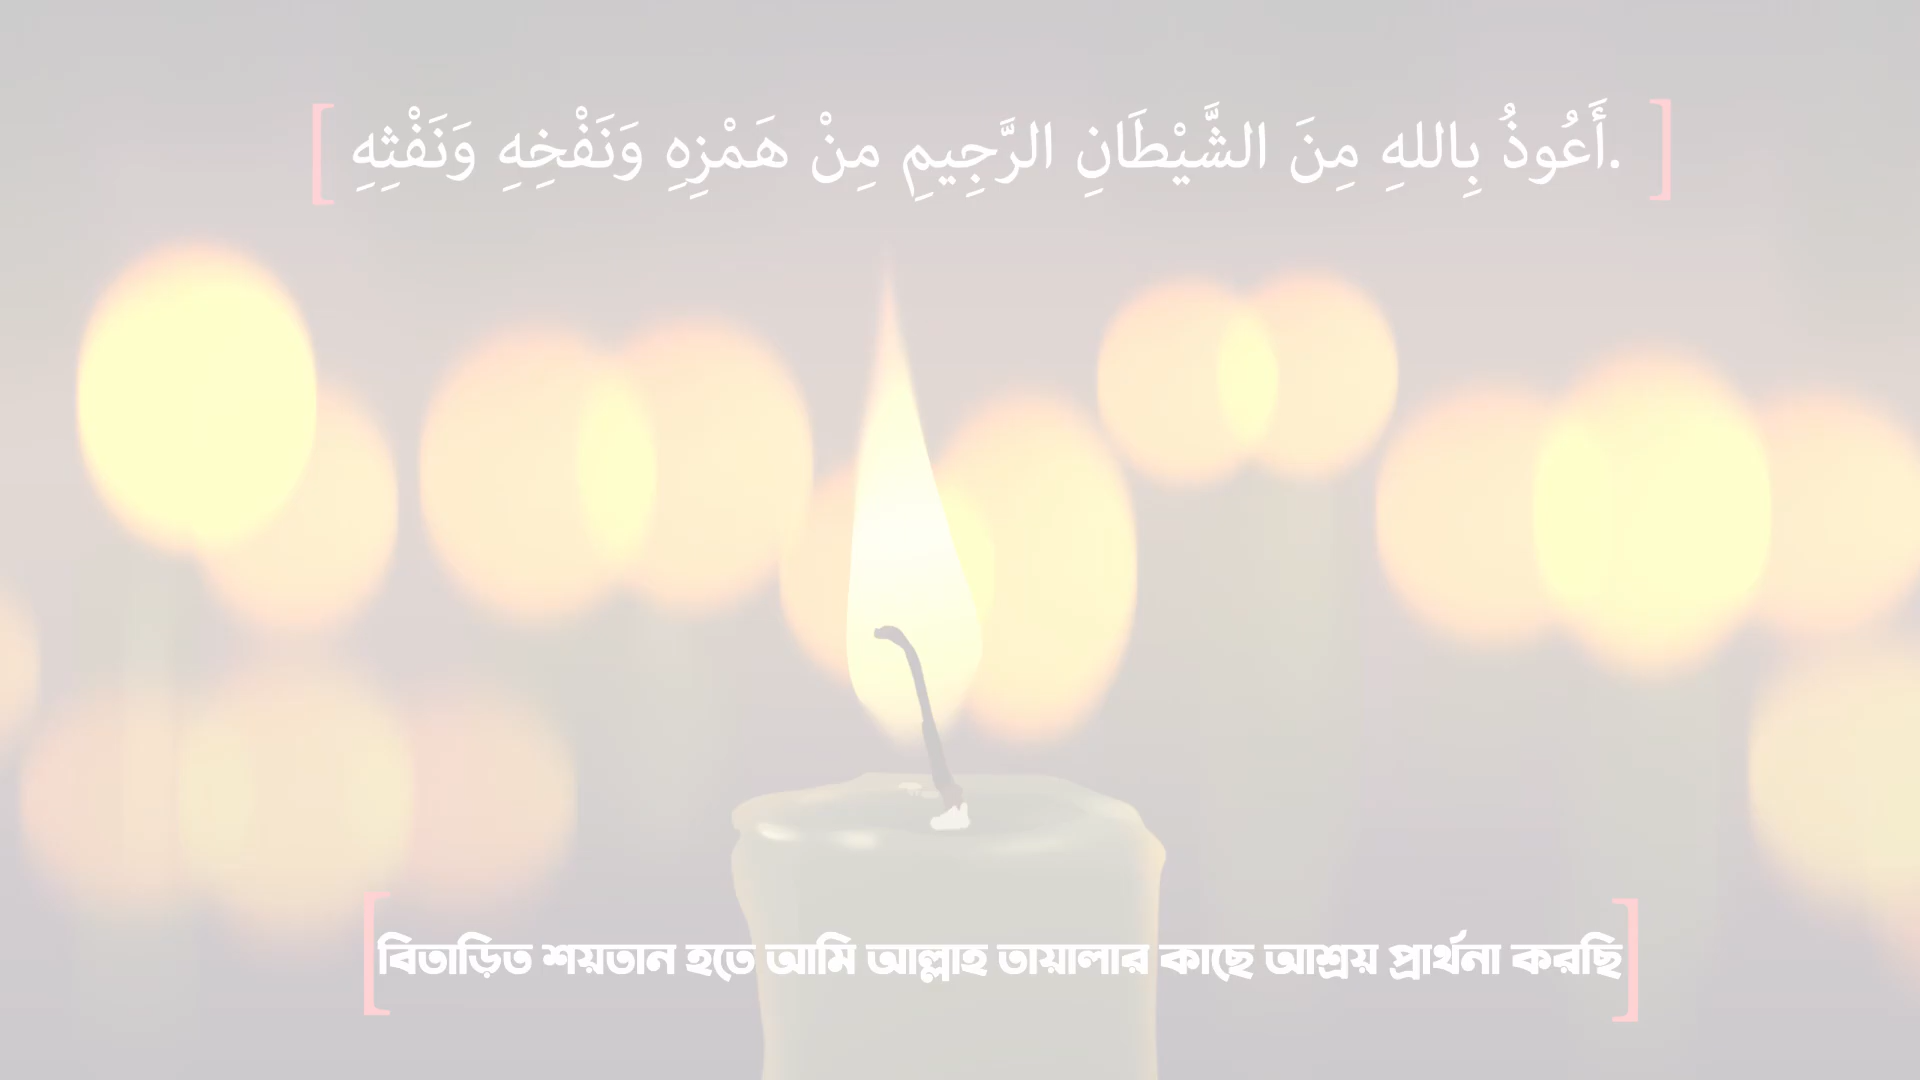 [ أَعُوذُ بِاللهِ مِنَ الشَّيْطَانِ الرَّجِيمِ مِنْ هَمْزِهِ وَنَفْخِهِ وَنَفْثِهِ. ]
[বিতাড়িত শয়তান হতে আমি আল্লাহ তায়ালার কাছে আশ্রয় প্রার্থনা করছি]